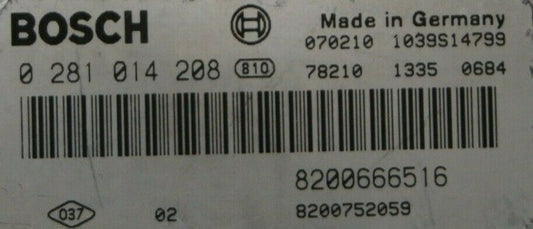 BOSCH Made in Germany
070210 1039S14799
0 281 014 208 810 78210 1335 0684
8200666516
037 02 8200752059